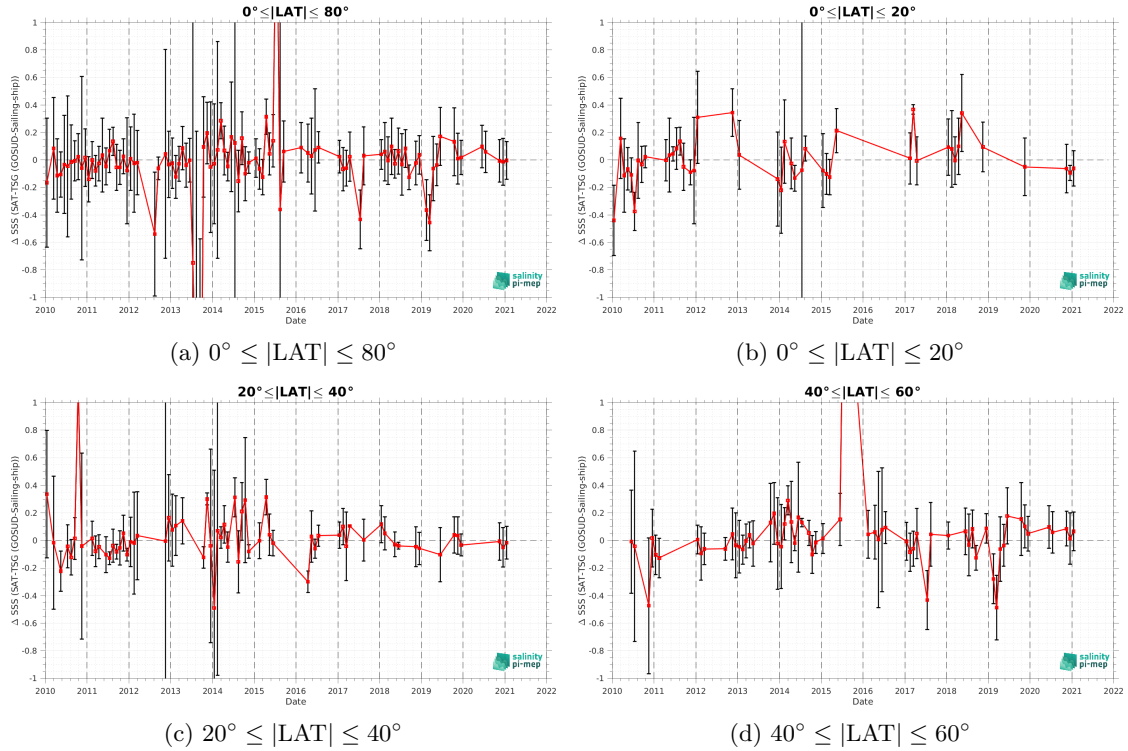 0°≤|LAT|≤ 80°
1
0.8
0.6
0.4
0.2
0
-0.2
-0.4
-0.6
-0.8
-1
Δ SSS (SAT-TSG (GOSUD-Sailing-ship))
2010 2011 2012 2013 2014 2015 2016 2017 2018 2019 2020 2021 2022
Date
salinity
pi-mep
(a) 0° ≤ |LAT| ≤ 80°
0°≤|LAT|≤ 20°
1
0.8
0.6
0.4
0.2
0
-0.2
-0.4
-0.6
-0.8
-1
Δ SSS (SAT-TSG (GOSUD-Sailing-ship))
2010 2011 2012 2013 2014 2015 2016 2017 2018 2019 2020 2021 2022
Date
salinity
pi-mep
(b) 0° ≤ |LAT| ≤ 20°
20°≤|LAT|≤ 40°
1
0.8
0.6
0.4
0.2
0
-0.2
-0.4
-0.6
-0.8
-1
Δ SSS (SAT-TSG (GOSUD-Sailing-ship))
2010 2011 2012 2013 2014 2015 2016 2017 2018 2019 2020 2021 2022
Date
salinity
pi-mep
(c) 20° ≤ |LAT| ≤ 40°
40°≤|LAT|≤ 60°
1
0.8
0.6
0.4
0.2
0
-0.2
-0.4
-0.6
-0.8
-1
Δ SSS (SAT-TSG (GOSUD-Sailing-ship))
2010 2011 2012 2013 2014 2015 2016 2017 2018 2019 2020 2021 2022
Date
salinity
pi-mep
(d) 40° ≤ |LAT| ≤ 60°